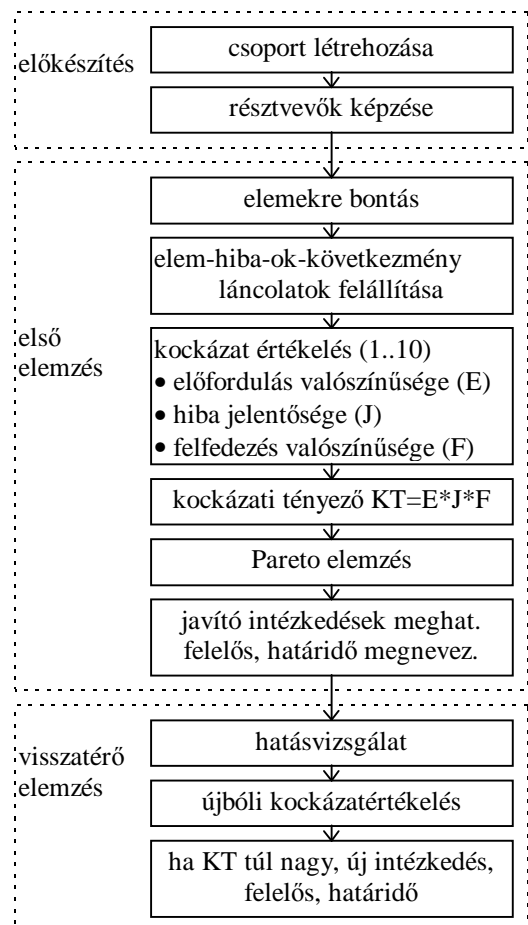 előkészítés
csoport létrehozása
résztvevők képzése
első
elemzés
elemekre bontás
elem-hiba-ok-következmény
láncolatok felállítása
kockázat értékelés (1..10)
• előfordulás valószínűsége (E)
• hiba jelentősége (J)
• felfedezés valószínűsége (F)
kockázati tényező KT=E*J*F
Pareto elemzés
javító intézkedések meghat.
felelős, határidő megnevez.
visszatérő
elemzés
hatásvizsgálat
újbóli kockázatértékelés
ha KT túl nagy, új intézkedés,
felelős, határidő